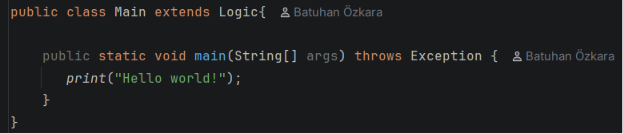 public class Main extends Logic{ Batuhan Özkara
public static void main(String[] args) throws Exception { Batuhan Özkara
print("Hello world!");
}
}